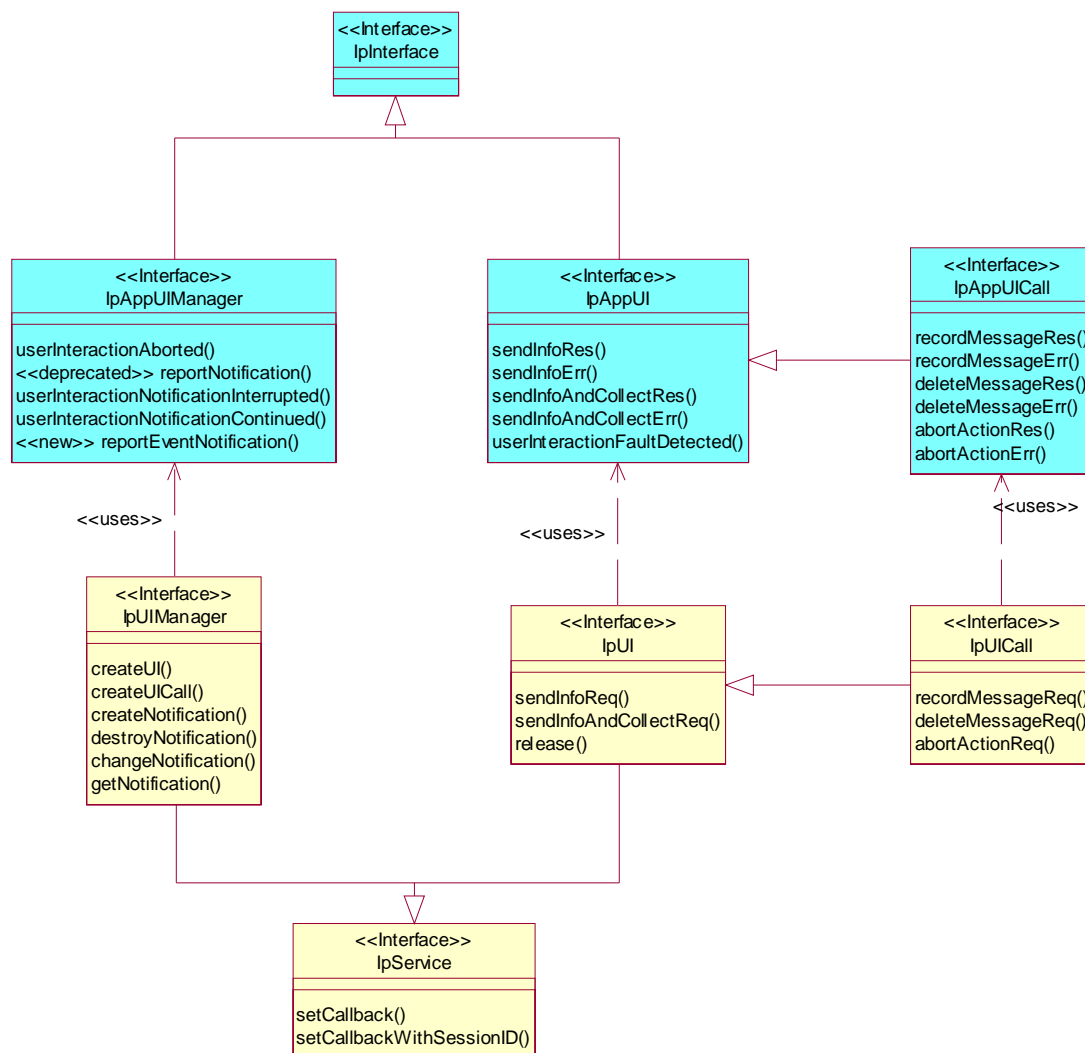 <<Interface>>
IpInterface
<<Interface>>
IpAppUIManager
userInteractionAborted()
<<deprecated>> reportNotification()
userInteractionNotificationInterrupted()
userInteractionNotificationContinued()
<<new>> reportEventNotification()
<<Interface>>
IpAppUI
sendInfoRes()
sendInfoErr()
sendInfoAndCollectRes()
sendInfoAndCollectErr()
userInteractionFaultDetected()
<<Interface>>
IpAppUICall
recordMessageRes()
recordMessageErr()
deleteMessageRes()
deleteMessageErr()
abortActionRes()
abortActionErr()
<<uses>>
<<uses>>
<<uses>>
<<Interface>>
IpUIManager
createUI()
createUICall()
createNotification()
destroyNotification()
changeNotification()
getNotification()
<<Interface>>
IpUI
sendInfoReq()
sendInfoAndCollectReq()
release()
<<Interface>>
IpUICall
recordMessageReq()
deleteMessageReq()
abortActionReq()
<<Interface>>
IpService
setCallback()
setCallbackWithSessionID()